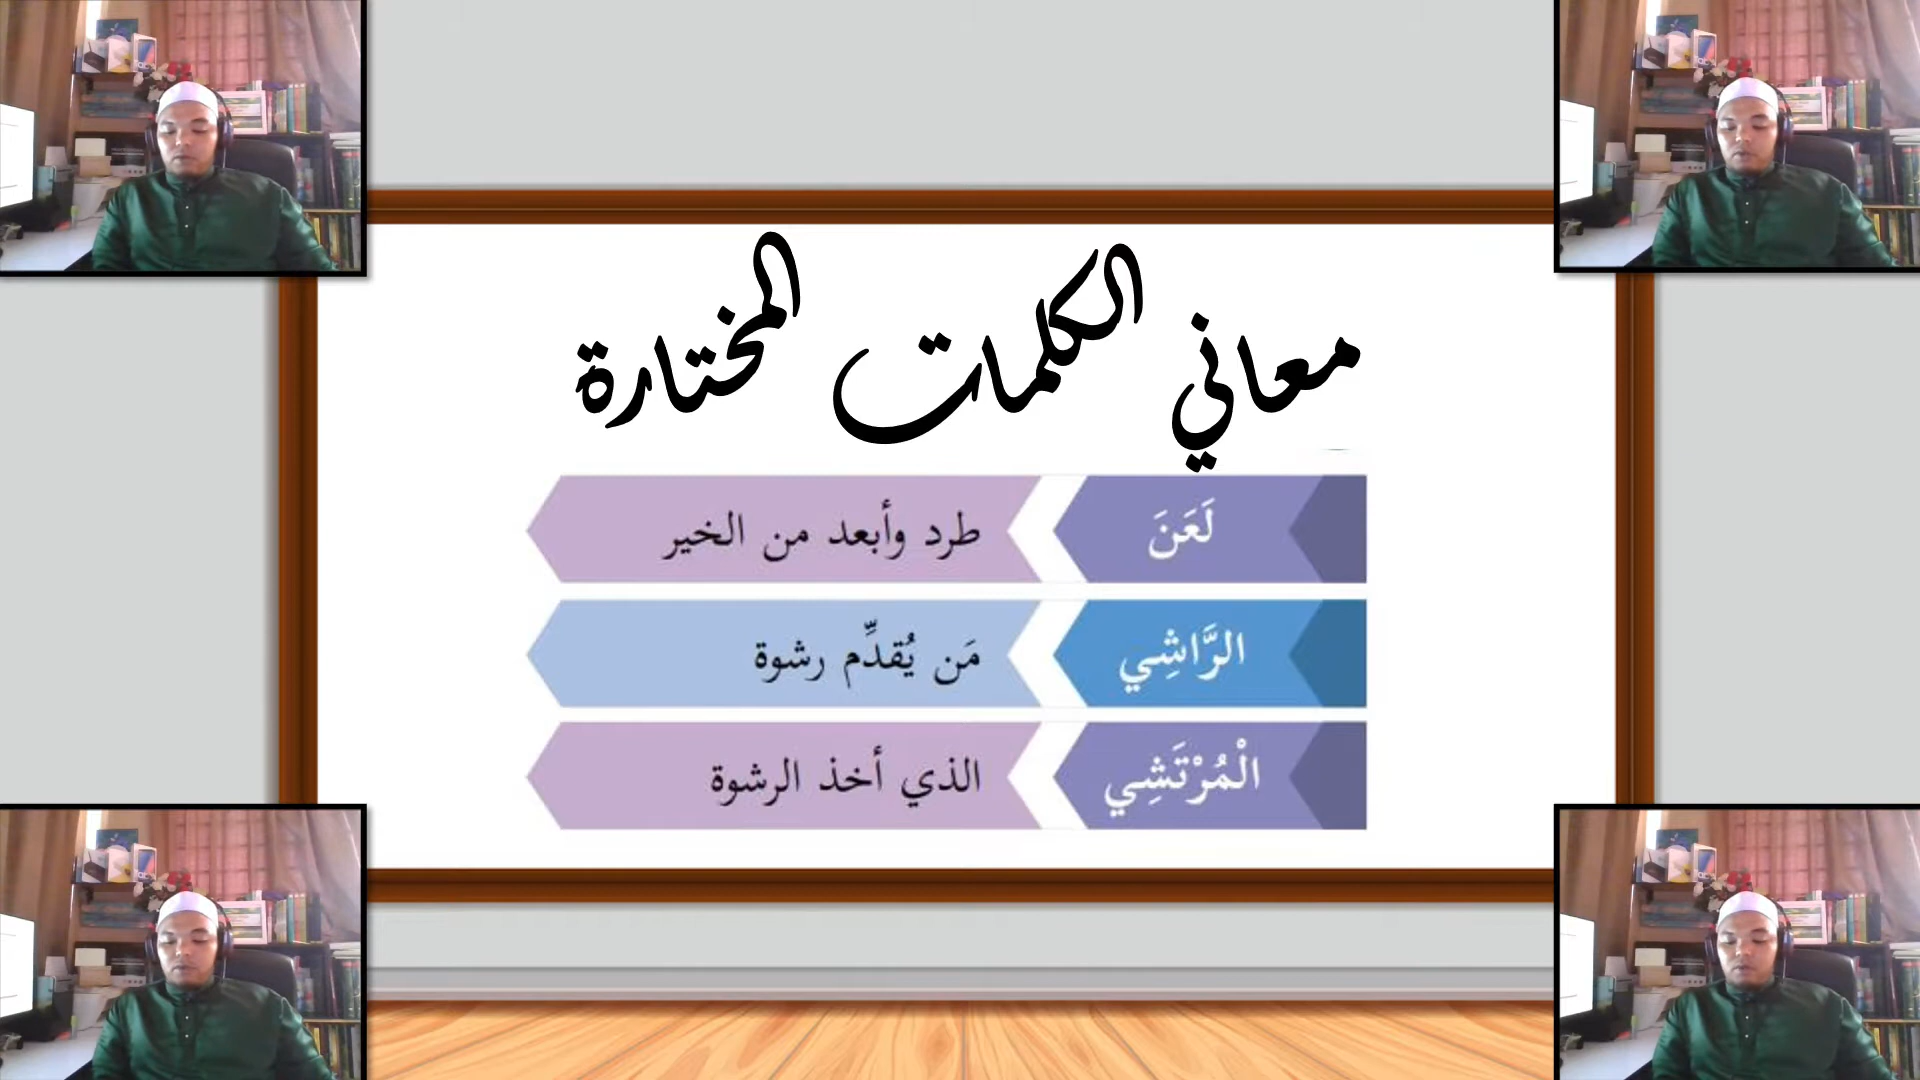 معاني الكلمات المختارة
لَعَنَ طرد وأبعد من الخير
الرَّاشِي مَن يُقدِّم رشوة
الْمُرْتَشِي الذي أخذ الرشوة